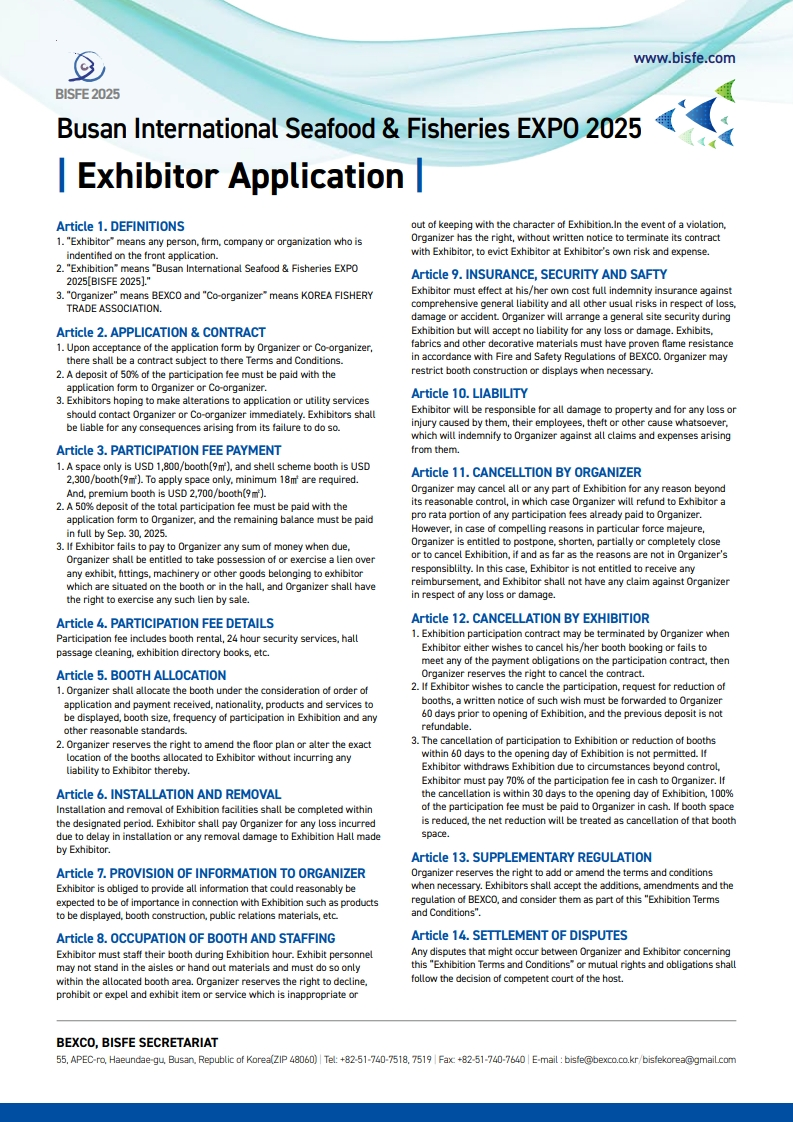 www.bisfe.com
BISFE 2025
Busan International Seafood & Fisheries EXPO 2025
| Exhibitor Application |
Article 1. DEFINITIONS
1. “Exhibitor” means any person, firm, company or organization who is
indentified on the front application.
2. “Exhibition” means “Busan International Seafood & Fisheries EXPO
2025[BISFE 2025].”
3. “Organizer” means BEXCO and “Co-organizer” means KOREA FISHERY
TRADE ASSOCIATION.
Article 2. APPLICATION & CONTRACT
1. Upon acceptance of the application form by Organizer or Co-organizer,
there shall be a contract subject to there Terms and Conditions.
2. A deposit of 50% of the participation fee must be paid with the
application form to Organizer or Co-organizer.
3. Exhibitors hoping to make alterations to application or utility services
should contact Organizer or Co-organizer immediately. Exhibitors shall
be liable for any consequences arising from its failure to do so.
Article 3. PARTICIPATION FEE PAYMENT
1. A space only is USD 1,800/booth(9㎡), and shell scheme booth is USD
2,300/booth(9㎡). To apply space only, minimum 18㎡ are required.
And, premium booth is USD 2,700/booth(9㎡).
2. A 50% deposit of the total participation fee must be paid with the
application form to Organizer, and the remaining balance must be paid
in full by Sep. 30, 2025.
3. If Exhibitor fails to pay to Organizer any sum of money when due,
Organizer shall be entitled to take possession of or exercise a lien over
any exhibit, fittings, machinery or other goods belonging to exhibitor
which are situated on the booth or in the hall, and Organizer shall have
the right to exercise any such lien by sale.
Article 4. PARTICIPATION FEE DETAILS
Participation fee includes booth rental, 24 hour security services, hall
passage cleaning, exhibition directory books, etc.
Article 5. BOOTH ALLOCATION
1. Organizer shall allocate the booth under the consideration of order of
application and payment received, nationality, products and services to
be displayed, booth size, frequency of participation in Exhibition and any
other reasonable standards.
2. Organizer reserves the right to amend the floor plan or alter the exact
location of the booths allocated to Exhibitor without incurring any
liability to Exhibitor thereby.
Article 6. INSTALLATION AND REMOVAL
Installation and removal of Exhibition facilities shall be completed within
the designated period. Exhibitor shall pay Organizer for any loss incurred
due to delay in installation or any removal damage to Exhibition Hall made
by Exhibitor.
Article 7. PROVISION OF INFORMATION TO ORGANIZER
Exhibitor is obliged to provide all information that could reasonably be
expected to be of importance in connection with Exhibition such as products
to be displayed, booth construction, public relations materials, etc.
Article 8. OCCUPATION OF BOOTH AND STAFFING
Exhibitor must staff their booth during Exhibition hour. Exhibit personnel
may not stand in the aisles or hand out materials and must do so only
within the allocated booth area. Organizer reserves the right to decline,
prohibit or expel and exhibit item or service which is inappropriate or
out of keeping with the character of Exhibition.In the event of a violation,
Organizer has the right, without written notice to terminate its contract
with Exhibitor, to evict Exhibitor at Exhibitor’s own risk and expense.
Article 9. INSURANCE, SECURITY AND SAFTY
Exhibitor must effect at his/her own cost full indemnity insurance against
comprehensive general liability and all other usual risks in respect of loss,
damage or accident. Organizer will arrange a general site security during
Exhibition but will accept no liability for any loss or damage. Exhibits,
fabrics and other decorative materials must have proven flame resistance
in accordance with Fire and Safety Regulations of BEXCO. Organizer may
restrict booth construction or displays when necessary.
Article 10. LIABILITY
Exhibitor will be responsible for all damage to property and for any loss or
injury caused by them, their employees, theft or other cause whatsoever,
which will indemnify to Organizer against all claims and expenses arising
from them.
Article 11. CANCELLTION BY ORGANIZER
Organizer may cancel all or any part of Exhibition for any reason beyond
its reasonable control, in which case Organizer will refund to Exhibitor a
pro rata portion of any participation fees already paid to Organizer.
However, in case of compelling reasons in particular force majeure,
Organizer is entitled to postpone, shorten, partially or completely close
or to cancel Exhibition, if and as far as the reasons are not in Organizer’s
responsiblity. In this case, Exhibitor is not entitled to receive any
reimbursement, and Exhibitor shall not have any claim against Organizer
in respect of any loss or damage.
Article 12. CANCELLATION BY EXHIBITIOR
1. Exhibition participation contract may be terminated by Organizer when
Exhibitor either wishes to cancel his/her booth booking or fails to
meet any of the payment obligations on the participation contract, then
Organizer reserves the right to cancel the contract.
2. If Exhibitor wishes to cancle the participation, request for reduction of
booths, a written notice of such wish must be forwarded to Organizer
60 days prior to opening of Exhibition, and the previous deposit is not
refundable.
3. The cancellation of participation to Exhibition or reduction of booths
within 60 days to the opening day of Exhibition is not permitted. If
Exhibitor withdraws Exhibition due to circumstances beyond control,
Exhibitor must pay 70% of the participation fee in cash to Organizer. If
the cancellation is within 30 days to the opening day of Exhibition, 100%
of the participation fee must be paid to Organizer in cash. If booth space
is reduced, the net reduction will be treated as cancellation of that booth
space.
Article 13. SUPPLEMENTARY REGULATION
Organizer reserves the right to add or amend the terms and conditions
when necessary. Exhibitors shall accept the additions, amendments and the
regulation of BEXCO, and consider them as part of this “Exhibition Terms
and Conditions”.
Article 14. SETTLEMENT OF DISPUTES
Any disputes that might occur between Organizer and Exhibitor concerning
this “Exhibition Terms and Conditions” or mutual rights and obligations shall
follow the decision of competent court of the host.
BEXCO, BISFE SECRETARIAT
55, APEC-ro, Haeundae-gu, Busan, Republic of Korea(ZIP 48060) | Tel: +82-51-740-7518, 7519 | Fax: +82-51-740-7640 | E-mail : bisfe@bexco.co.kr/bisfekorea@gmail.com